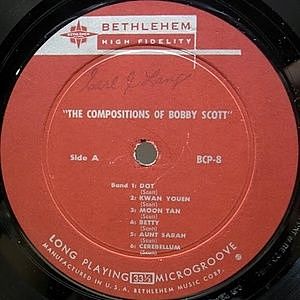 BETHLEHEM
HIGH FIDELITY
"THE COMPOSITIONS OF BOBBY SCOTT"
Side A BCP-8
Band 1: DOT
(Scott)
2: KWAN YOUEN
(Scott)
3: MOON TAN
(Scott)
4: BETTY
(Scott)
5: AUNT SARAH
(Scott)
6: CEREBELLUM
(Scott)
LONG PLAYING 33⅓ MICROGROOVE
MANUFACTURED IN U.S.A. BETHLEHEM MUSIC CORP.